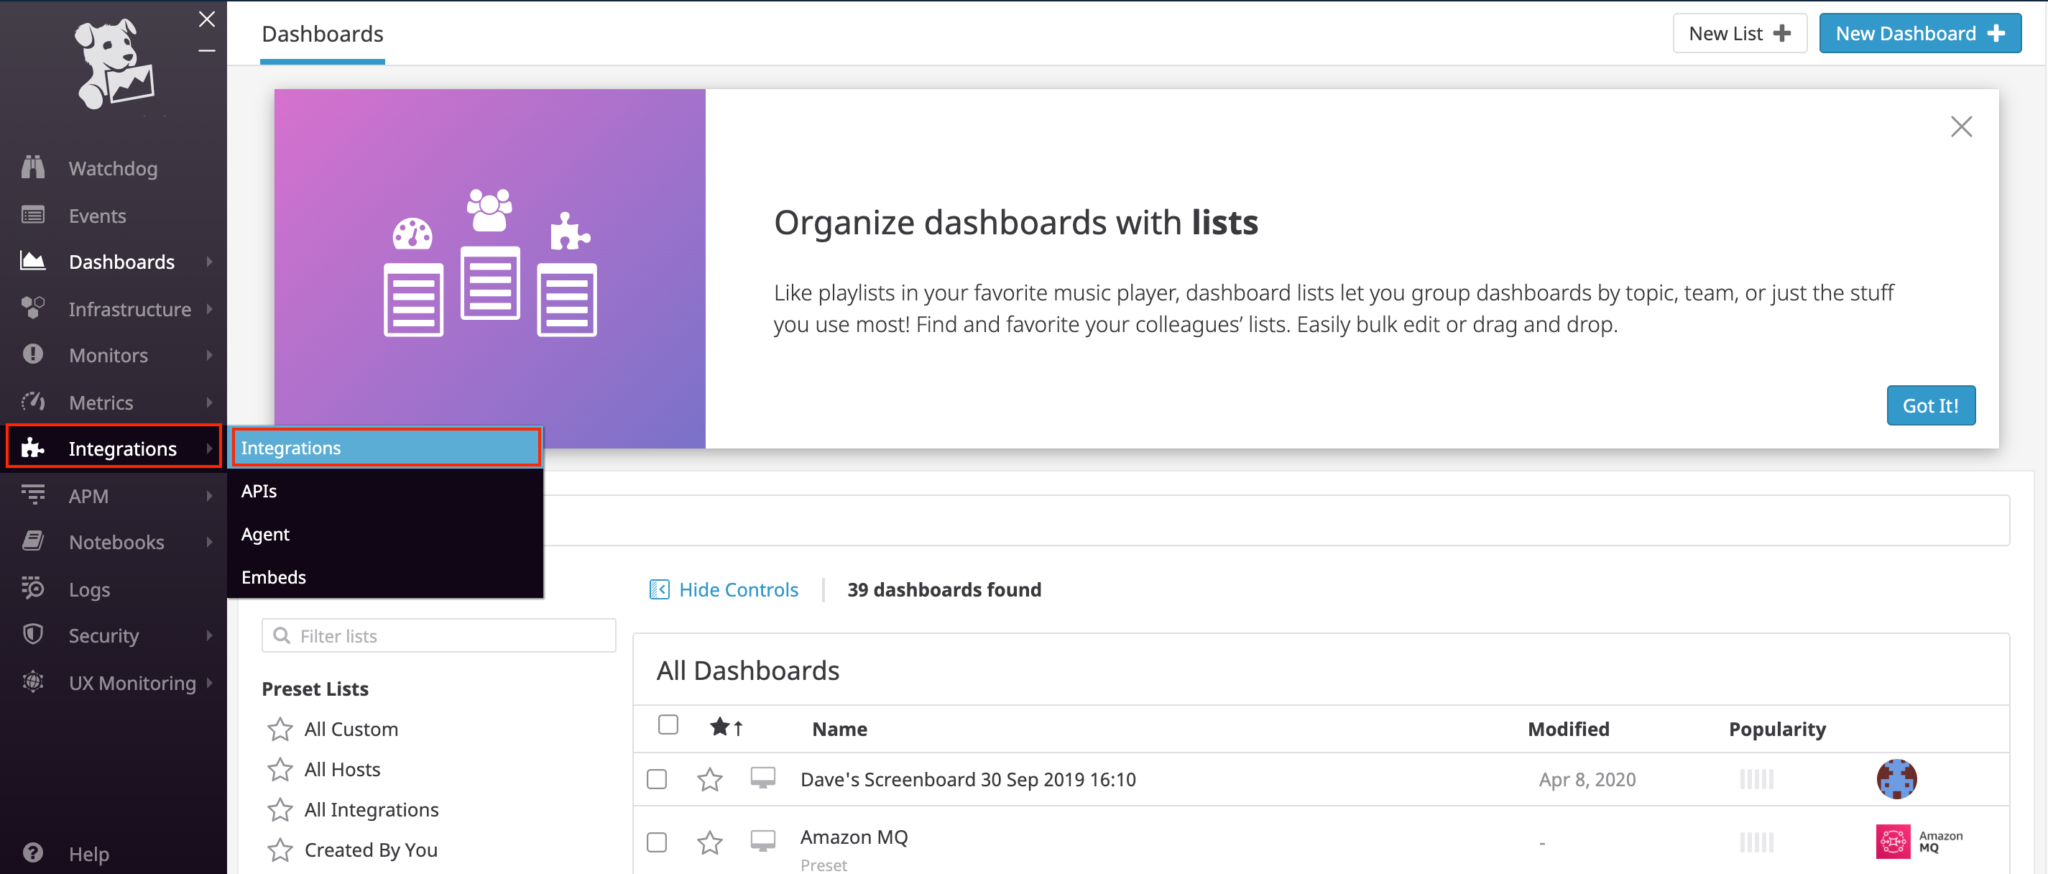 Dashboards
New List
New Dashboard
Watchdog
Events
Dashboards
Infrastructure
Monitors
Metrics
Integrations
APM
Notebooks
Logs
Security
UX Monitoring
Help
Integrations
APIs
Agent
Embeds
Organize dashboards with lists
Like playlists in your favorite music player, dashboard lists let you group dashboards by topic, team, or just the stuff
you use most! Find and favorite your colleagues’ lists. Easily bulk edit or drag and drop.
Got It!
Hide Controls
39 dashboards found
Filter lists
Preset Lists
All Custom
All Hosts
All Integrations
Created By You
All Dashboards
Name Modified Popularity
Dave's Screenboard 30 Sep 2019 16:10 Apr 8, 2020
Amazon MQ -
Preset
Amazon
MQ